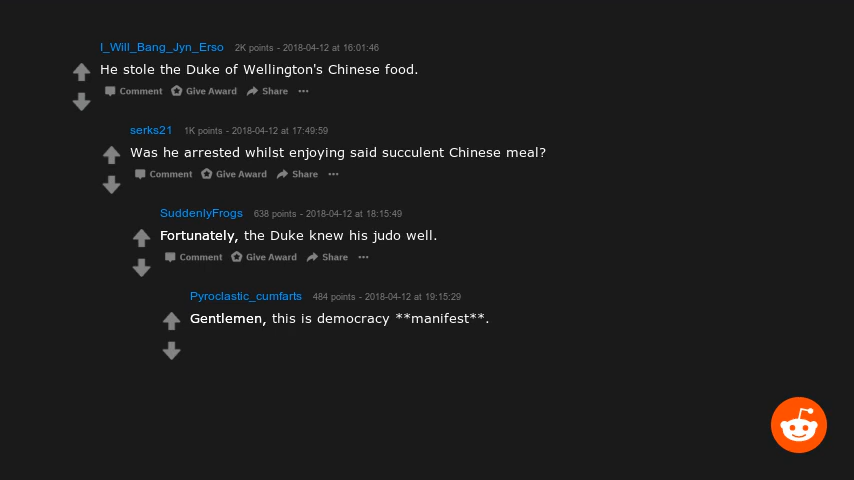 I_Will_Bang_Jyn_Erso 2K points - 2018-04-12 at 16:01:46
He stole the Duke of Wellington's Chinese food.
Comment Give Award Share ···
serks21 1K points - 2018-04-12 at 17:49:59
Was he arrested whilst enjoying said succulent Chinese meal?
Comment Give Award Share ···
SuddenlyFrogs 638 points - 2018-04-12 at 18:15:49
Fortunately, the Duke knew his judo well.
Comment Give Award Share ···
Pyroclastic_cumfarts 484 points - 2018-04-12 at 19:15:29
Gentlemen, this is democracy **manifest**.